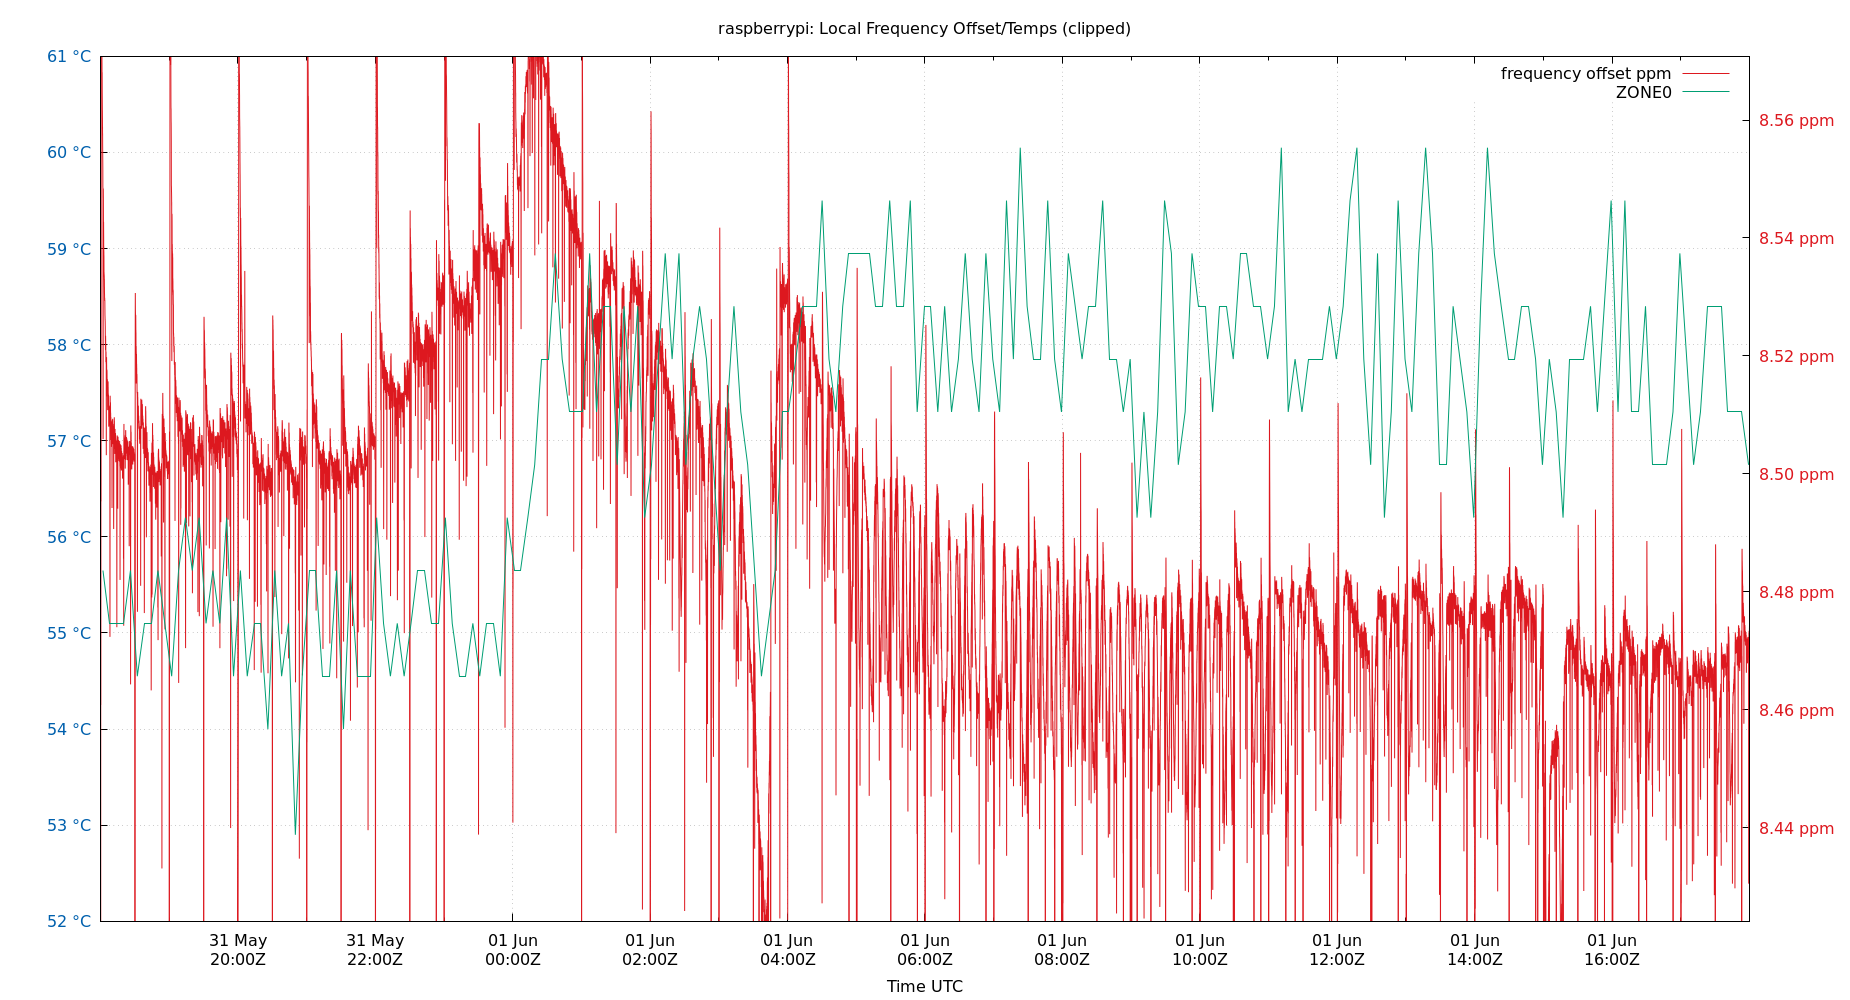 raspberrypi: Local Frequency Offset/Temps (clipped)
61 °C
60 °C
59 °C
58 °C
57 °C
56 °C
55 °C
54 °C
53 °C
52 °C
frequency offset ppm
ZONE0
8.56 ppm
8.54 ppm
8.52 ppm
8.50 ppm
8.48 ppm
8.46 ppm
8.44 ppm
31 May
20:00Z
31 May
22:00Z
01 Jun
00:00Z
01 Jun
02:00Z
01 Jun
04:00Z
01 Jun
06:00Z
01 Jun
08:00Z
01 Jun
10:00Z
01 Jun
12:00Z
01 Jun
14:00Z
01 Jun
16:00Z
Time UTC